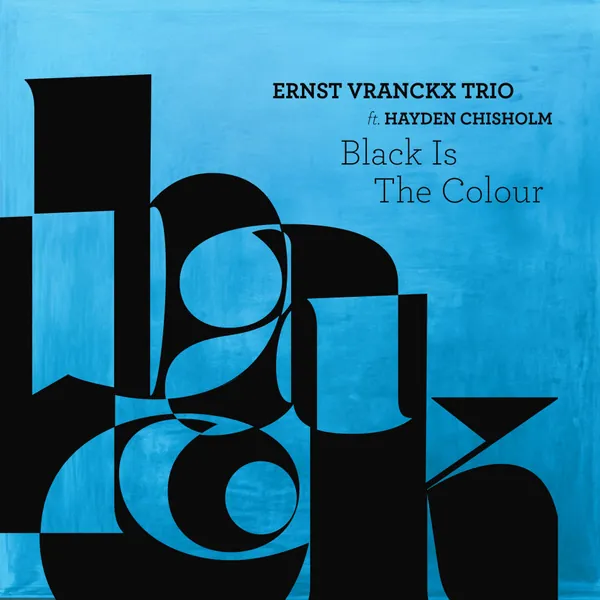 ERNST VRANCKX TRIO
ft. HAYDEN CHISHOLM
Black Is
The Colour